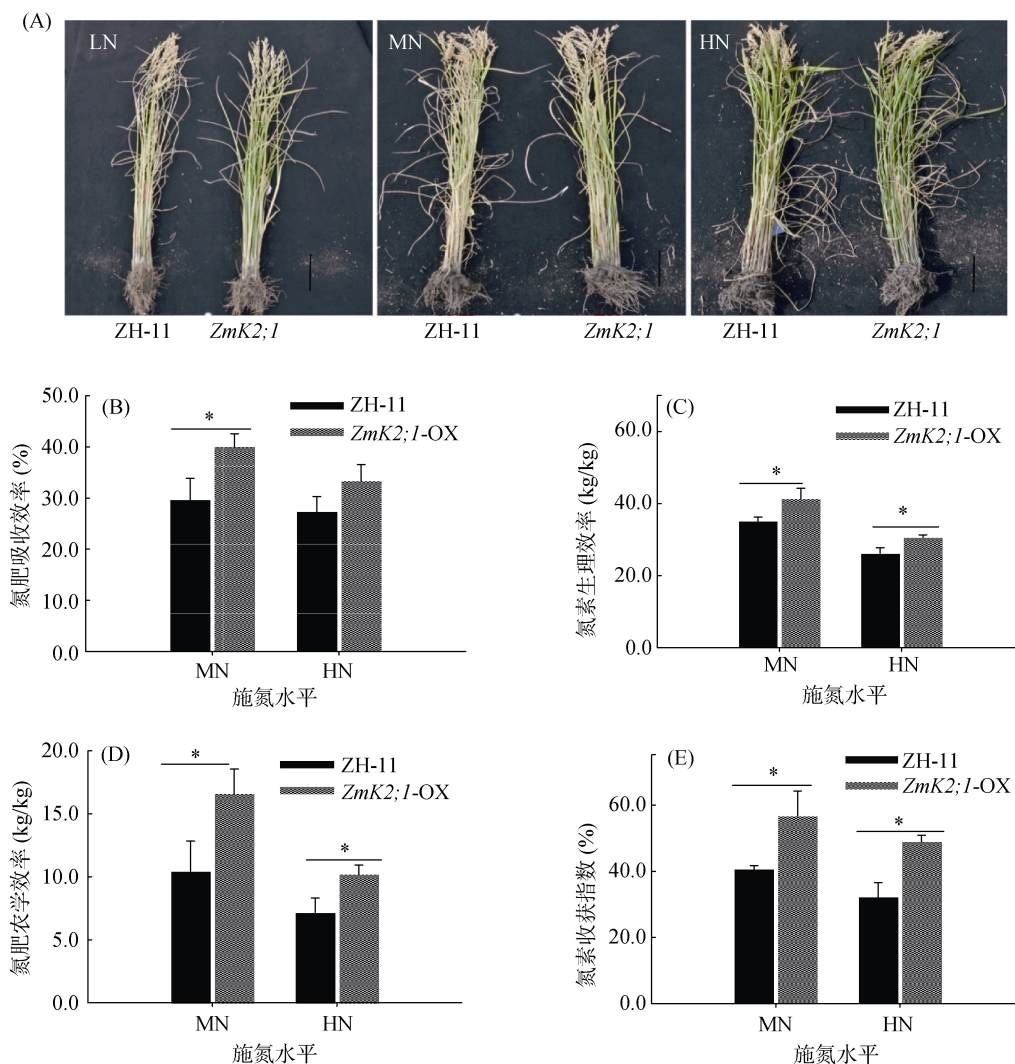 (A)
LN
MN
HN
ZH-11
ZmK2;1
ZH-11
ZmK2;1
ZH-11
ZmK2;1
(B)
ZH-11
ZmK2;1-OX
氮肥吸收效率 (%)
50.0
40.0
30.0
20.0
10.0
0.0
*
MN
HN
施氮水平
(C)
ZH-11
ZmK2;1-OX
氮素生理效率 (kg/kg)
60.0
40.0
20.0
0.0
*
*
MN
HN
施氮水平
(D)
ZH-11
ZmK2;1-OX
氮肥农学效率 (kg/kg)
20.0
15.0
10.0
5.0
0.0
*
*
MN
HN
施氮水平
(E)
ZH-11
ZmK2;1-OX
氮素收获指数 (%)
60.0
40.0
20.0
0.0
*
*
MN
HN
施氮水平